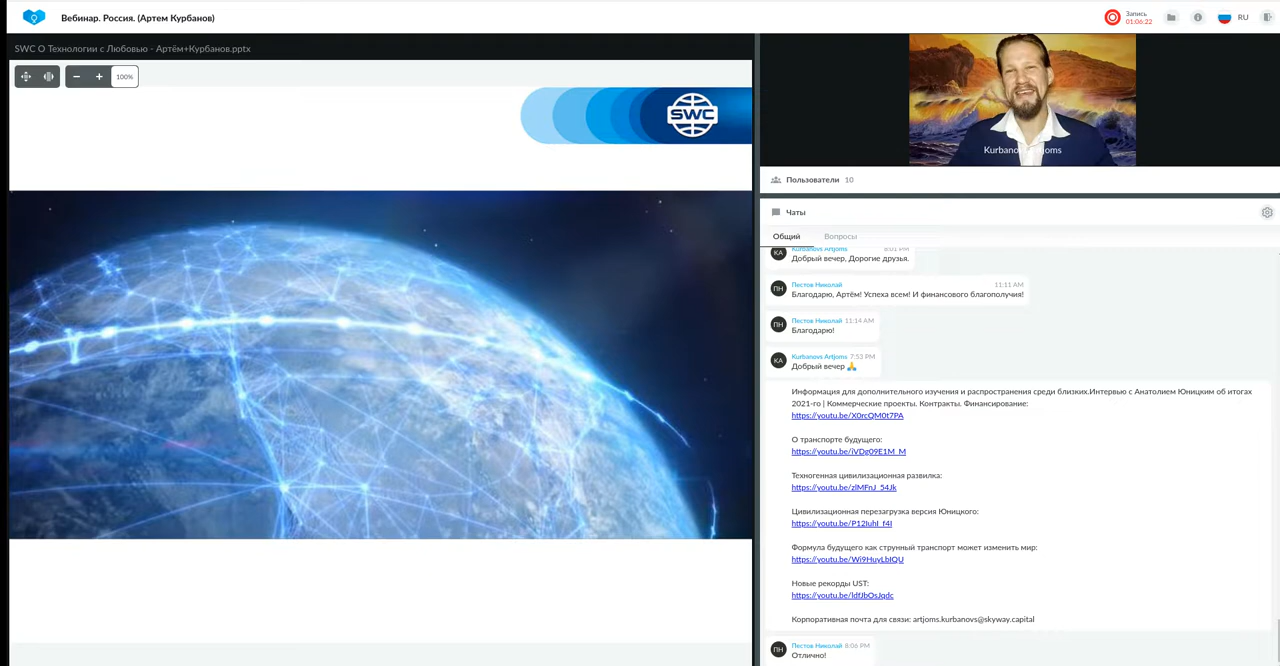 Вебинар. Россия. (Артем Курбанов)
Запись
01:06:22
RU
SWC О Технологии с Любовью - Артём+Курбанов.pptx
100%
SWC
Kurbanovs Artjoms
Пользователи 10
Чаты
Общий Вопросы
КА Kurbanovs Artjoms 8:01 PM
Добрый вечер, Дорогие друзья.
ПН Пестов Николай 11:11 AM
Благодарю, Артём! Успеха всем! И финансового благополучия!
ПН Пестов Николай 11:14 AM
Благодарю!
КА Kurbanovs Artjoms 7:53 PM
Добрый вечер 🙏
Информация для дополнительного изучения и распространения среди близких.Интервью с Анатолием Юницким об итогах
2021-го | Коммерческие проекты. Контракты. Финансирование:
https://youtu.be/X0rcQM0t7PA
О транспорте будущего:
https://youtu.be/iVDg09E1M_M
Техногенная цивилизационная развилка:
https://youtu.be/zlMFnJ_54Jk
Цивилизационная перезагрузка версия Юницкого:
https://youtu.be/P12Iuhl_f4I
Формула будущего как струнный транспорт может изменить мир:
https://youtu.be/Wi9HuyLbIQU
Новые рекорды UST:
https://youtu.be/ldfJbOsJqdc
Корпоративная почта для связи: artjoms.kurbanovs@skyway.capital
ПН Пестов Николай 8:06 PM
Отлично!